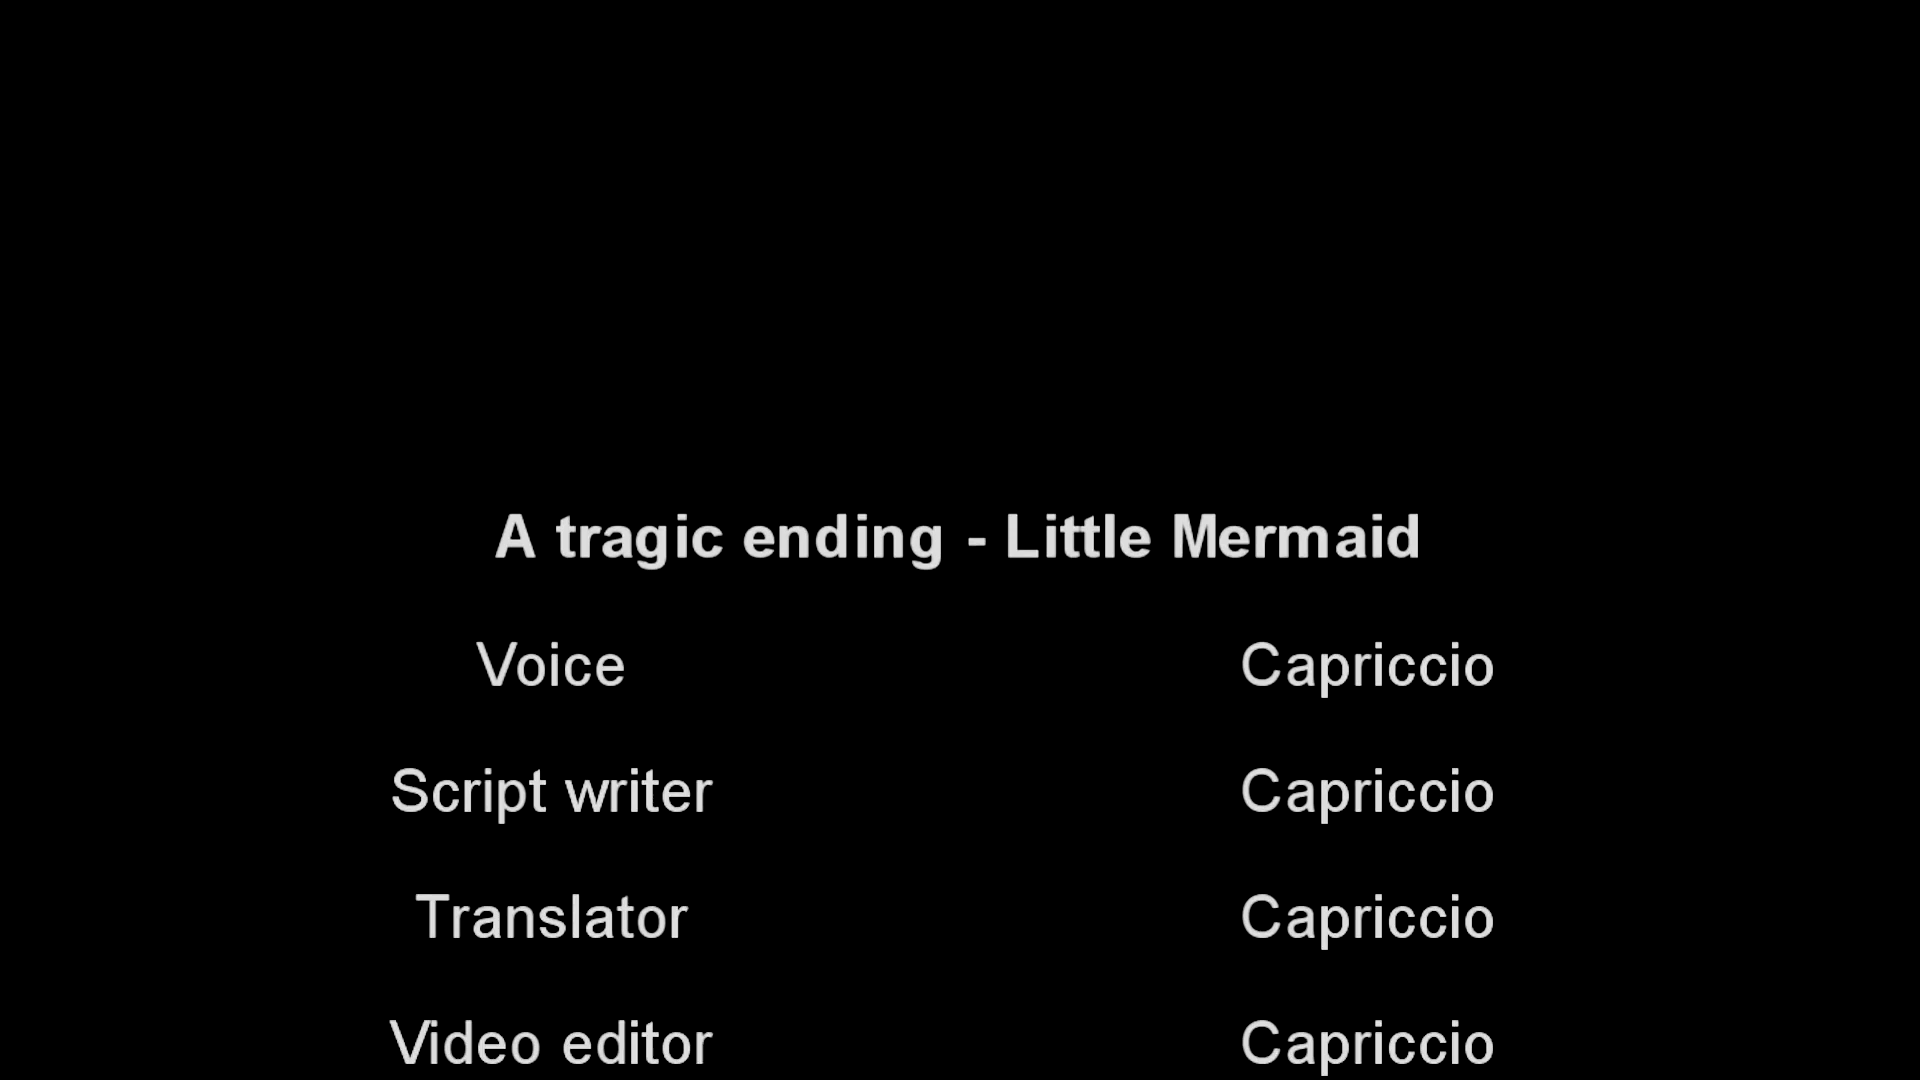 A tragic ending - Little Mermaid
Voice Capriccio
Script writer Capriccio
Translator Capriccio
Video editor Capriccio